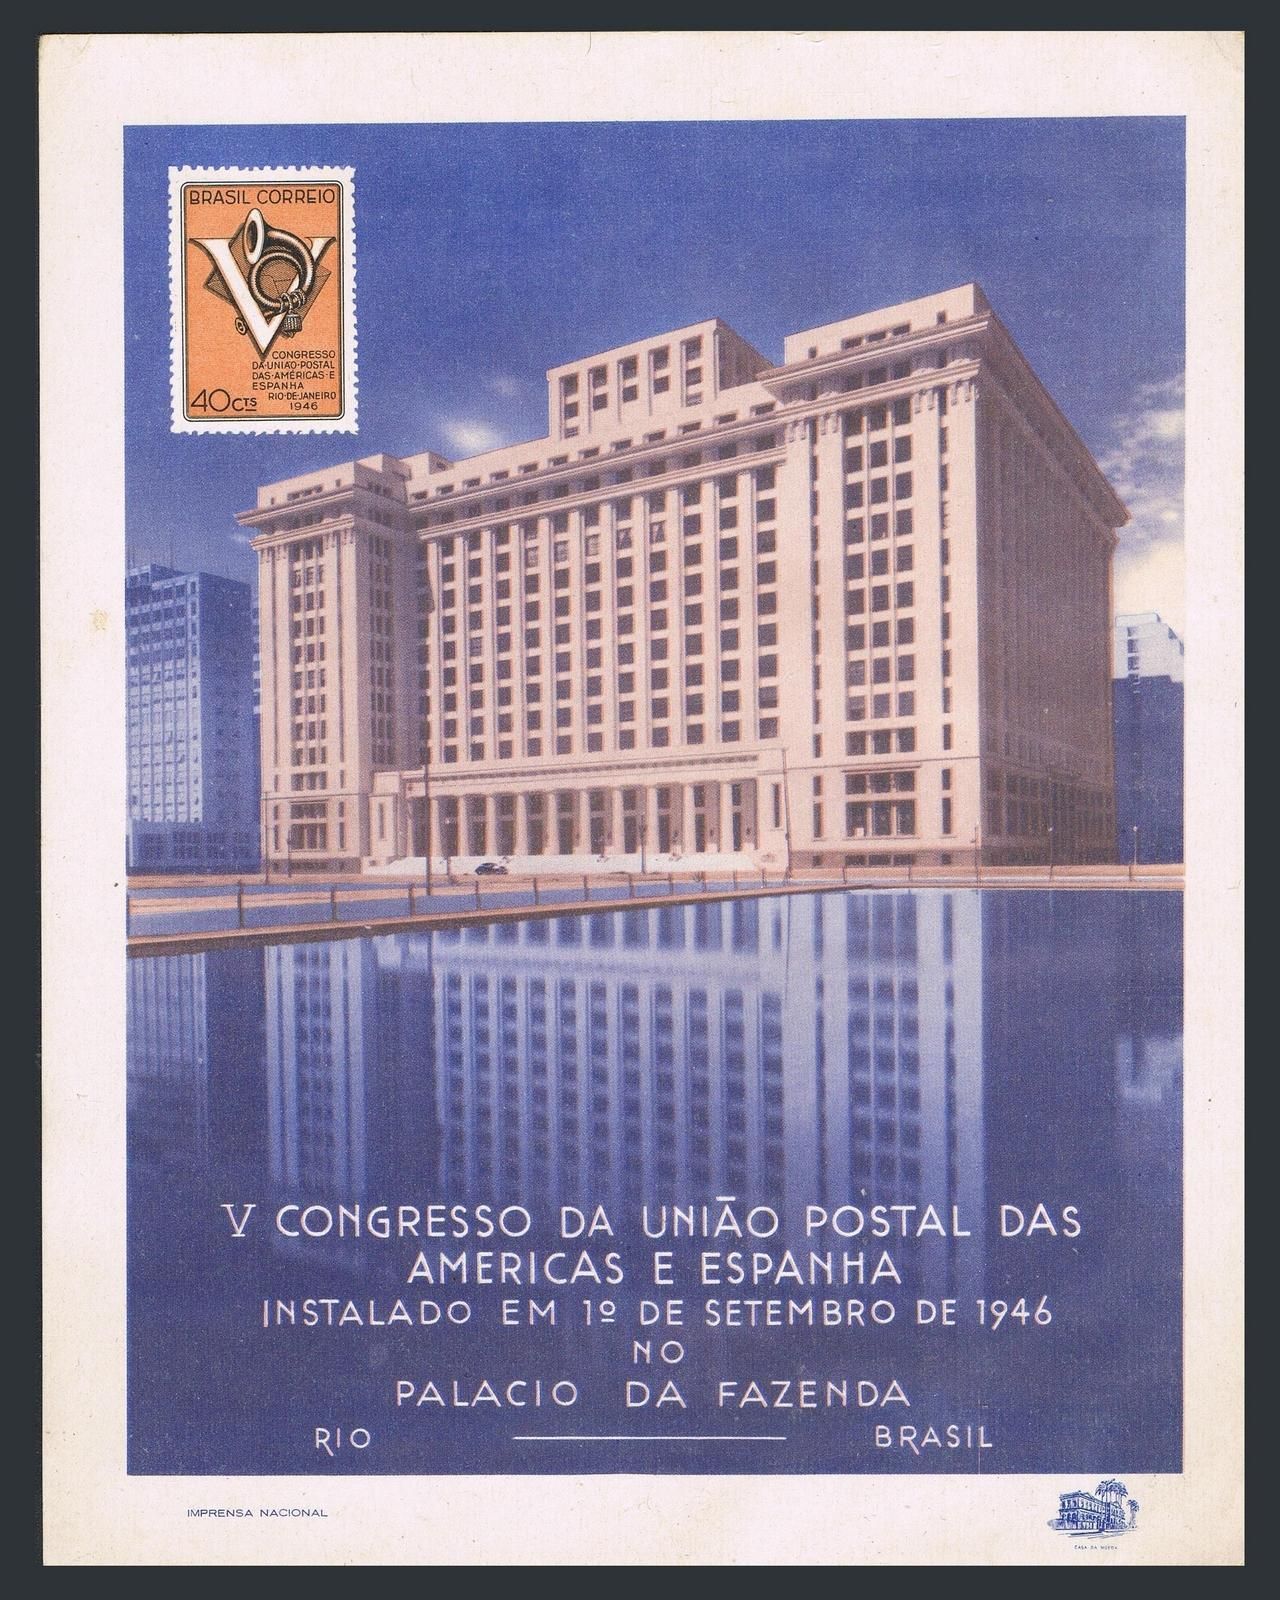 BRASIL CORREIO
V
CONGRESSO
DA·UNIAO·POSTAL
DAS·AMÉRICAS·E
ESPANHA
RIO·DE·JANEIRO
1946
40CTS
V CONGRESSO DA UNIÃO POSTAL DAS
AMERICAS E ESPANHA
INSTALADO EM 1º DE SETEMBRO DE 1946
NO
PALACIO DA FAZENDA
RIO — BRASIL
IMPRENSA NACIONAL
CASA DA MOEDA